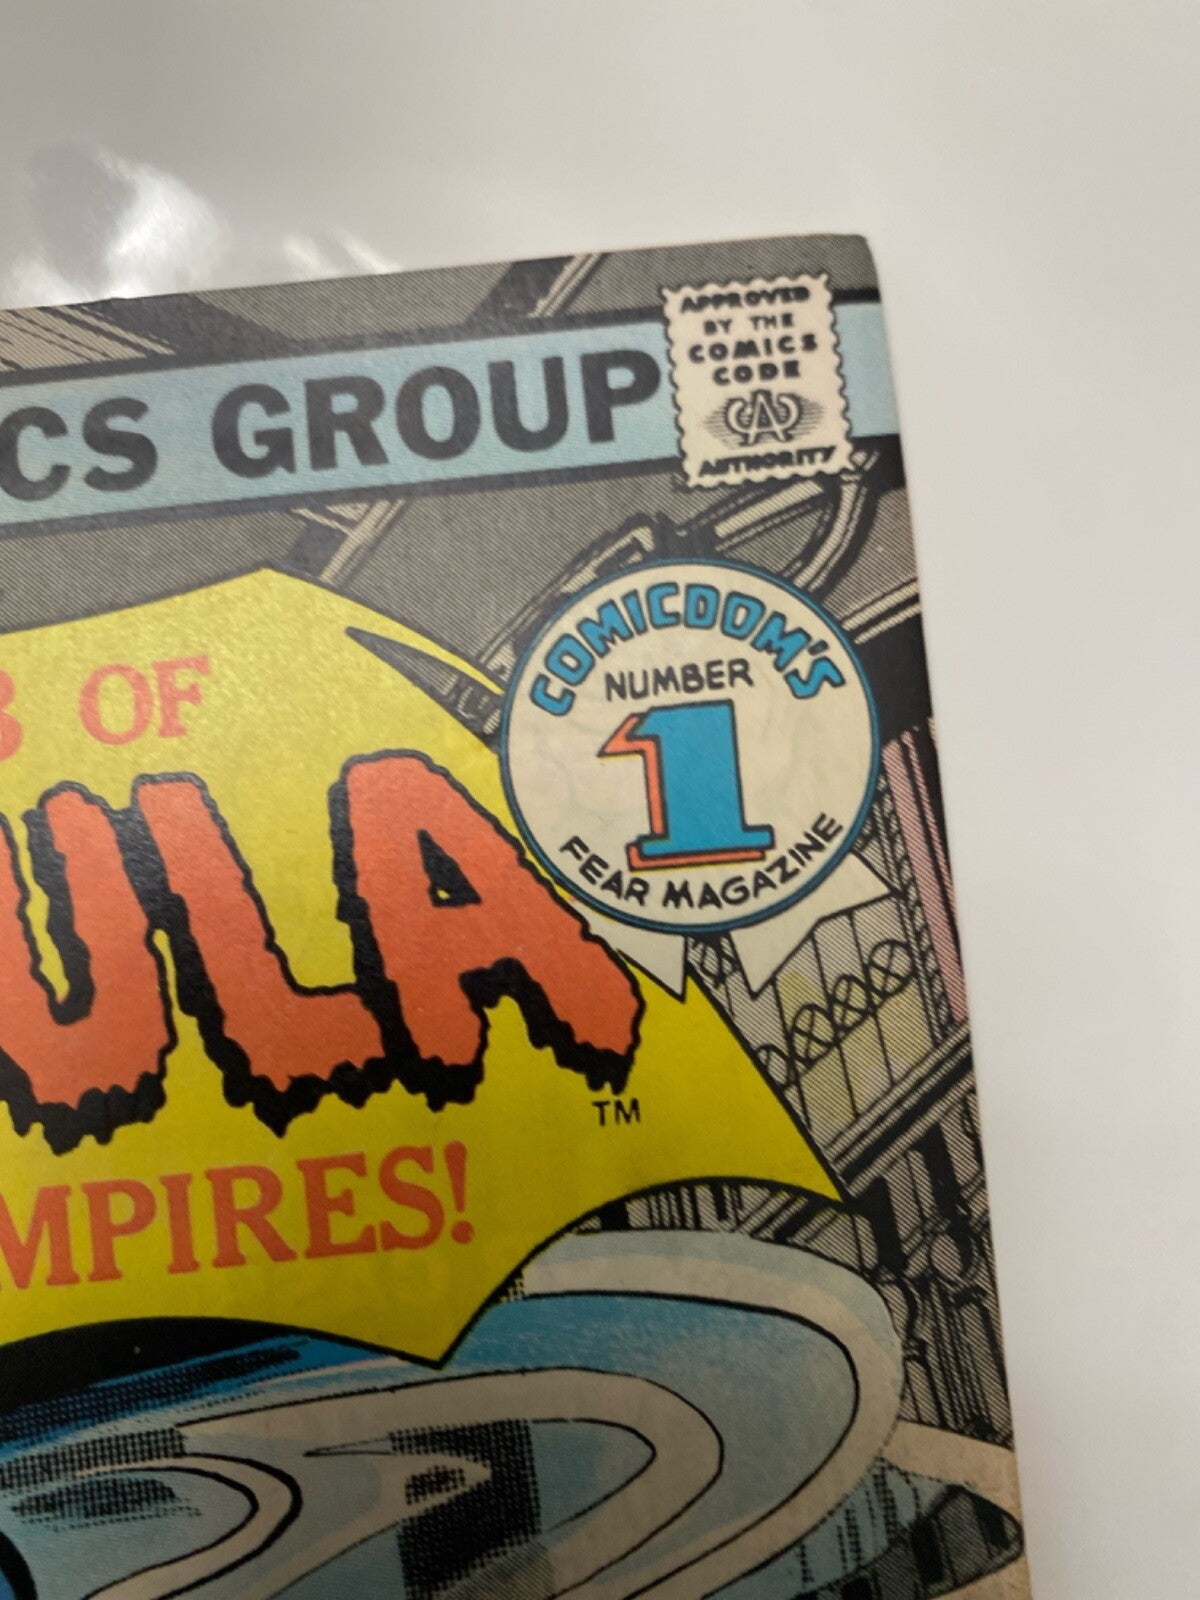 CS GROUP
APPROVED
BY THE
COMICS
CODE
CA
AUTHORITY
COMICDOM'S
NUMBER
1
FEAR MAGAZINE
B OF
ULA
TM
MPIRES!